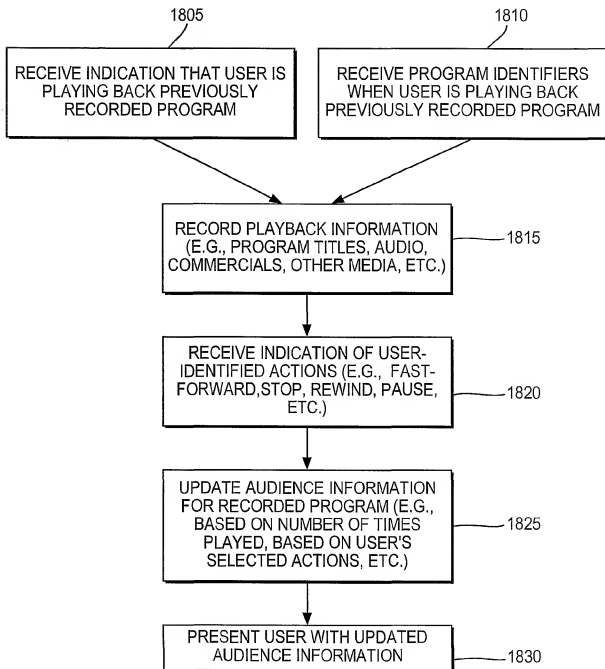 1805
1810
RECEIVE INDICATION THAT USER IS
PLAYING BACK PREVIOUSLY
RECORDED PROGRAM
RECEIVE PROGRAM IDENTIFIERS
WHEN USER IS PLAYING BACK
PREVIOUSLY RECORDED PROGRAM
RECORD PLAYBACK INFORMATION
(E.G., PROGRAM TITLES, AUDIO,
COMMERCIALS, OTHER MEDIA, ETC.)
1815
RECEIVE INDICATION OF USER-
IDENTIFIED ACTIONS (E.G., FAST-
FORWARD,STOP, REWIND, PAUSE,
ETC.)
1820
UPDATE AUDIENCE INFORMATION
FOR RECORDED PROGRAM (E.G.,
BASED ON NUMBER OF TIMES
PLAYED, BASED ON USER'S
SELECTED ACTIONS, ETC.)
1825
PRESENT USER WITH UPDATED
AUDIENCE INFORMATION
1830